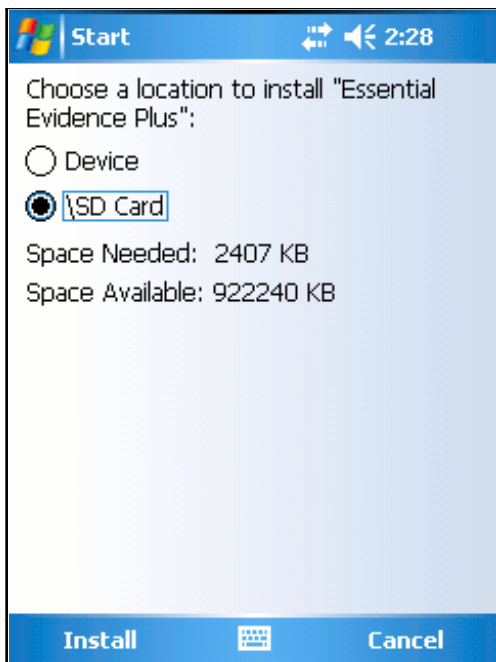 Start 2:28
Choose a location to install "Essential
Evidence Plus":
Device
\SD Card
Space Needed: 2407 KB
Space Available: 922240 KB
Install Cancel